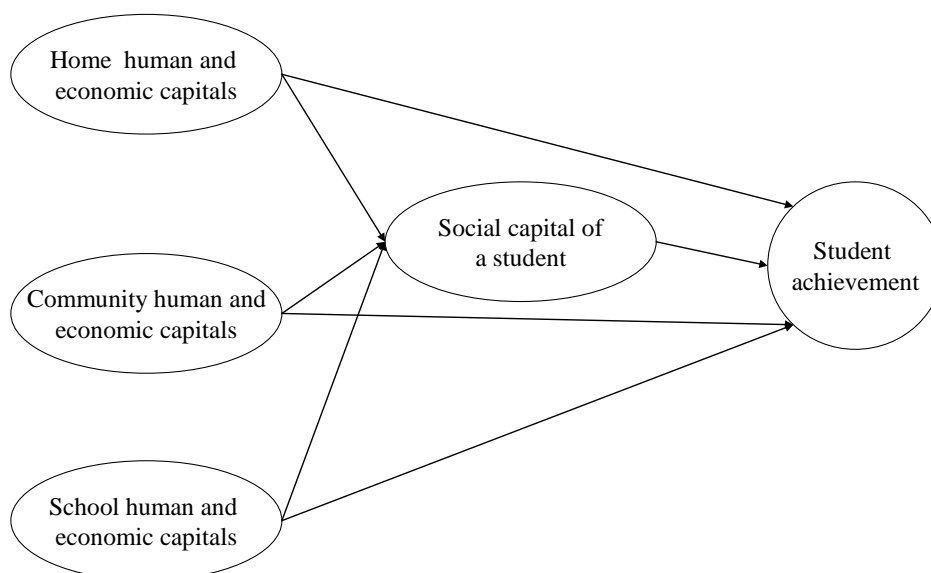 Home human and
economic capitals
Social capital of
a student
Student
achievement
Community human and
economic capitals
School human and
economic capitals